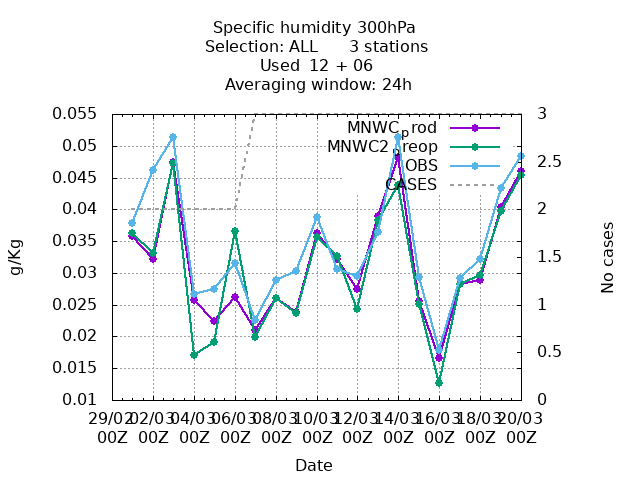 Specific humidity 300hPa
Selection: ALL 3 stations
Used 12 + 06
Averaging window: 24h
MNWC_prod
MNWC2_preop
OBS
CASES
0.055
0.05
0.045
0.04
0.035
0.03
0.025
0.02
0.015
0.01
g/Kg
3
2.5
2
1.5
1
0.5
0
No cases
29/02 02/03 04/03 06/03 08/03 10/03 12/03 14/03 16/03 18/03 20/03
00Z 00Z 00Z 00Z 00Z 00Z 00Z 00Z 00Z 00Z 00Z
Date